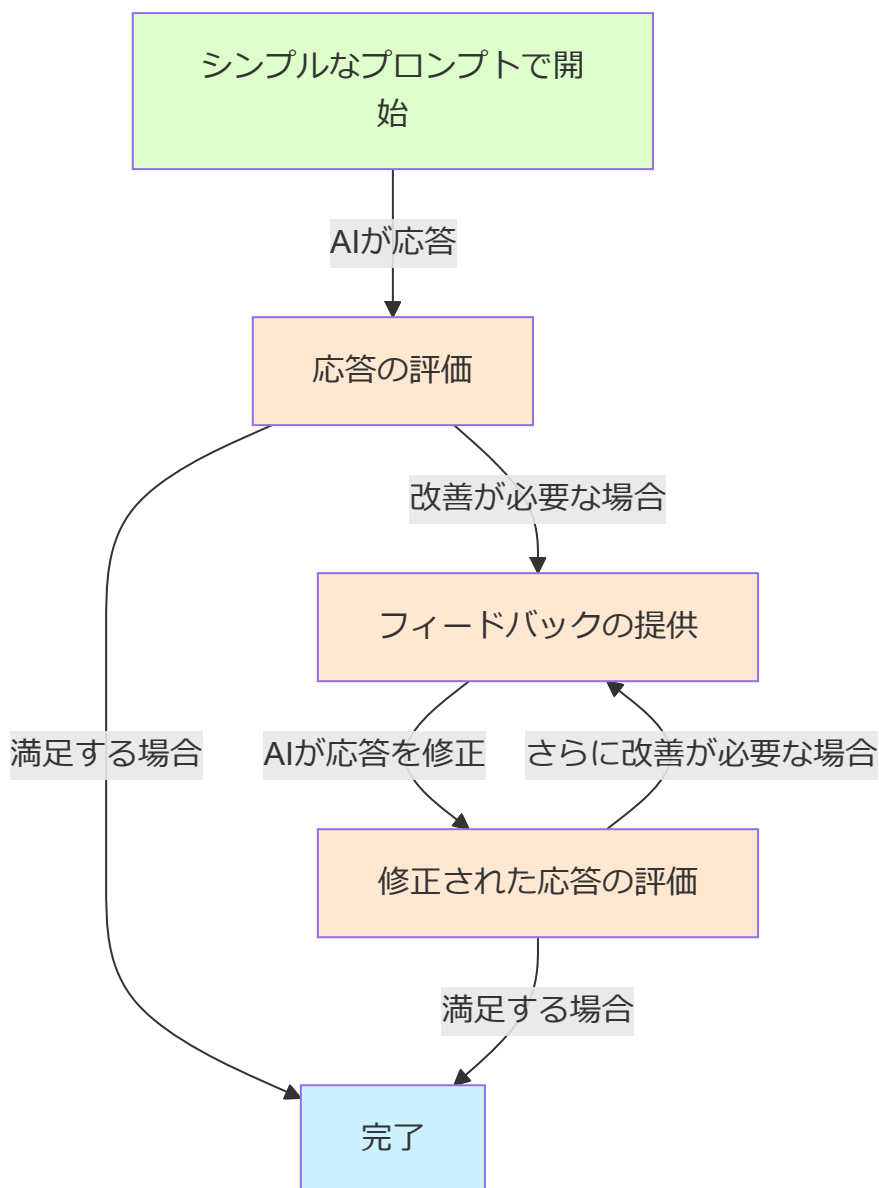 シンプルなプロンプトで開
始
AIが応答
応答の評価
改善が必要な場合
フィードバックの提供
満足する場合
AIが応答を修正
さらに改善が必要な場合
修正された応答の評価
満足する場合
完了